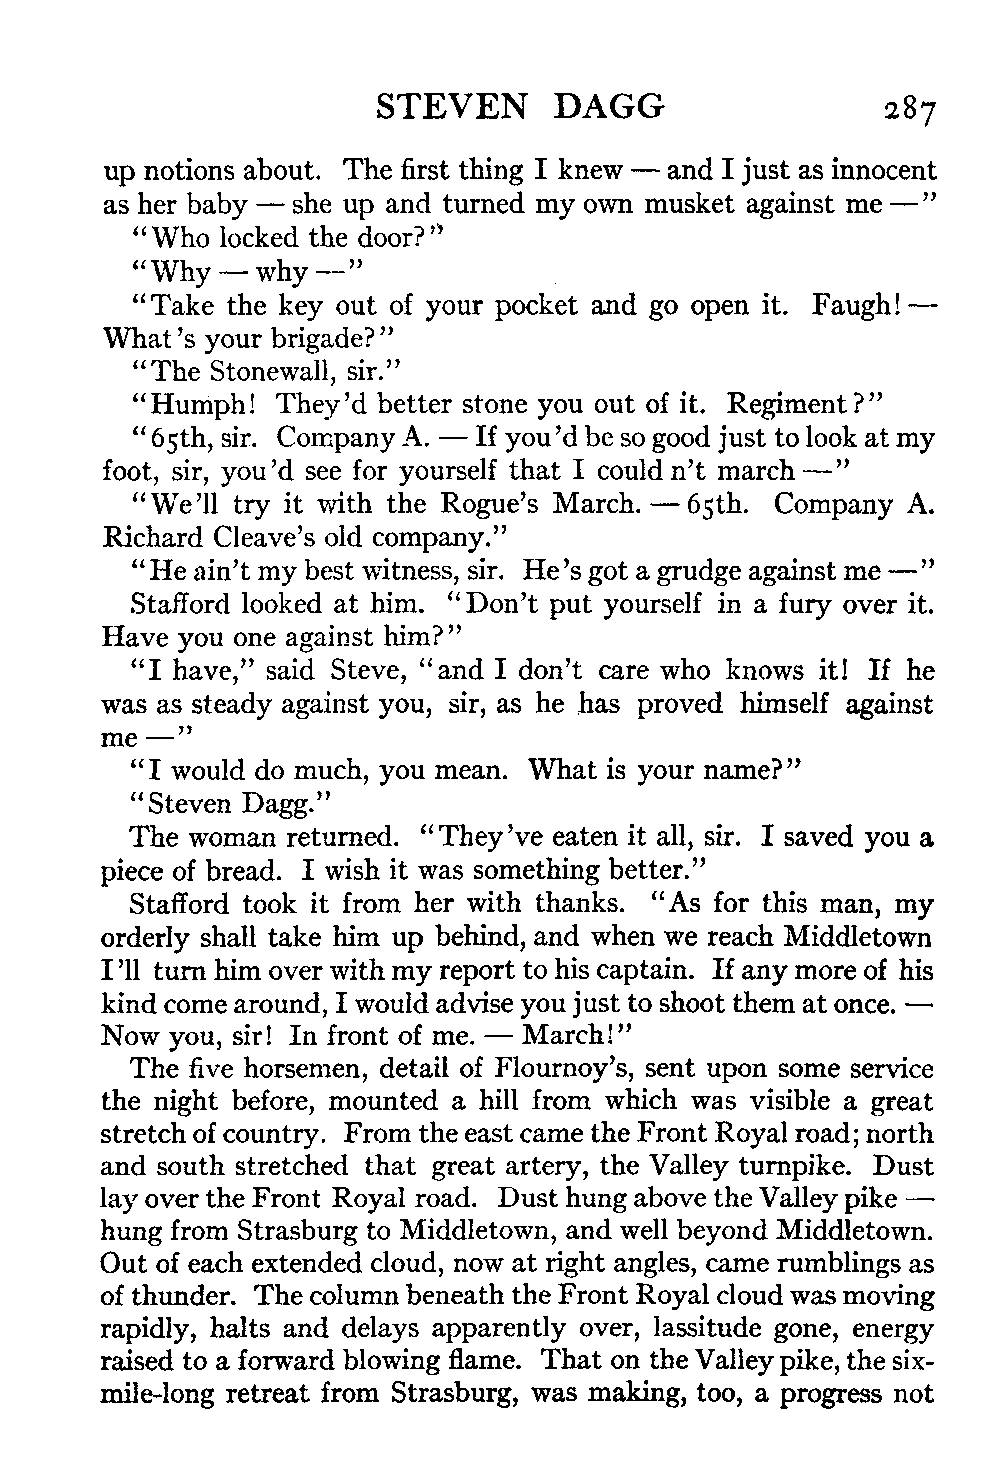 STEVEN DAGG 287
up notions about. The first thing I knew — and I just as innocent
as her baby — she up and turned my own musket against me —"
"Who locked the door?"
"Why — why —"
"Take the key out of your pocket and go open it. Faugh! —
What's your brigade?"
"The Stonewall, sir."
"Humph! They'd better stone you out of it. Regiment?"
"65th, sir. Company A. — If you'd be so good just to look at my
foot, sir, you'd see for yourself that I couldn't march —"
"We'll try it with the Rogue's March. — 65th. Company A.
Richard Cleave's old company."
"He ain't my best witness, sir. He's got a grudge against me —"
Stafford looked at him. "Don't put yourself in a fury over it.
Have you one against him?"
"I have," said Steve, "and I don't care who knows it! If he
was as steady against you, sir, as he has proved himself against
me —"
"I would do much, you mean. What is your name?"
"Steven Dagg."
The woman returned. "They've eaten it all, sir. I saved you a
piece of bread. I wish it was something better."
Stafford took it from her with thanks. "As for this man, my
orderly shall take him up behind, and when we reach Middletown
I'll turn him over with my report to his captain. If any more of his
kind come around, I would advise you just to shoot them at once. —
Now you, sir! In front of me. — March!"
The five horsemen, detail of Flournoy's, sent upon some service
the night before, mounted a hill from which was visible a great
stretch of country. From the east came the Front Royal road; north
and south stretched that great artery, the Valley turnpike. Dust
lay over the Front Royal road. Dust hung above the Valley pike —
hung from Strasburg to Middletown, and well beyond Middletown.
Out of each extended cloud, now at right angles, came rumblings as
of thunder. The column beneath the Front Royal cloud was moving
rapidly, halts and delays apparently over, lassitude gone, energy
raised to a forward blowing flame. That on the Valley pike, the six-
mile-long retreat from Strasburg, was making, too, a progress not